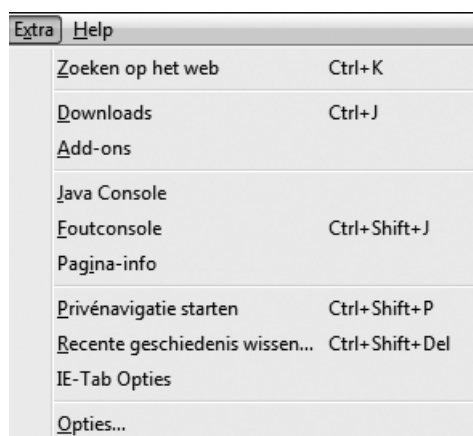 Extra Help
Zoeken op het web Ctrl+K
Downloads Ctrl+J
Add-ons
Java Console
Foutconsole Ctrl+Shift+J
Pagina-info
Privénavigatie starten Ctrl+Shift+P
Recente geschiedenis wissen... Ctrl+Shift+Del
IE-Tab Opties
Opties...